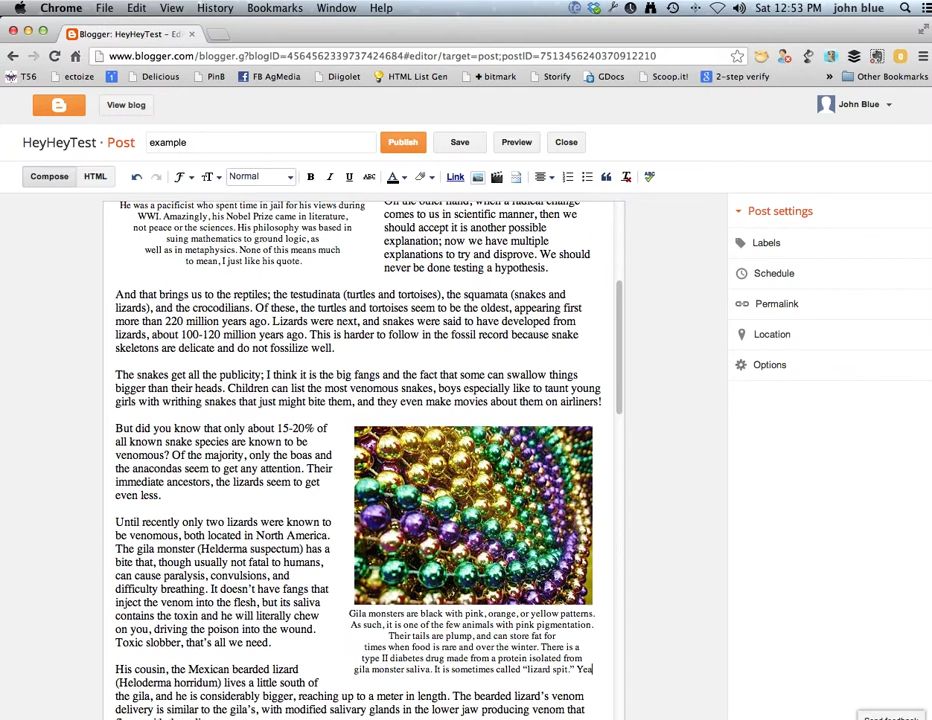 Chrome File Edit View History Bookmarks Window Help Sat 12:53 PM john blue
Blogger: HeyHeyTest
www.blogger.com/blogger.g?blogID=4564562339737424684#editor/target=post;postID=7513456240370912210
T56 ectoize Delicious PinB FB AgMedia Diigolet HTML List Gen + bitmark Storify GDocs Scoop.it! 2-step verify Other Bookmarks
View blog John Blue
HeyHeyTest · Post example Publish Save Preview Close
Compose HTML Normal B I U ABC A Link
Post settings
Labels
Schedule
Permalink
Location
Options
He was a pacificist who spent time in jail for his views during
WWI. Amazingly, his Nobel Prize came in literature,
not peace or the sciences. His philosophy was based in
suing mathematics to ground logic, as
well as in metaphysics. None of this means much
to mean, I just like his quote.
On the other hand, when a radical change
comes to us in scientific manner, then we
should accept it is another possible
explanation; now we have multiple
explanations to try and disprove. We should
never be done testing a hypothesis.
And that brings us to the reptiles; the testudinata (turtles and tortoises), the squamata (snakes and
lizards), and the crocodilians. Of these, the turtles and tortoises seem to be the oldest, appearing first
more than 220 million years ago. Lizards were next, and snakes were said to have developed from
lizards, about 100-120 million years ago. This is harder to follow in the fossil record because snake
skeletons are delicate and do not fossilize well.
The snakes get all the publicity; I think it is the big fangs and the fact that some can swallow things
bigger than their heads. Children can list the most venomous snakes, boys especially like to taunt young
girls with writhing snakes that just might bite them, and they even make movies about them on airliners!
But did you know that only about 15-20% of
all known snake species are known to be
venomous? Of the majority, only the boas and
the anacondas seem to get any attention. Their
immediate ancestors, the lizards seem to get
even less.
Until recently only two lizards were known to
be venomous, both located in North America.
The gila monster (Helderma suspectum) has a
bite that, though usually not fatal to humans,
can cause paralysis, convulsions, and
difficulty breathing. It doesn't have fangs that
inject the venom into the flesh, but its saliva
contains the toxin and he will literally chew
on you, driving the poison into the wound.
Toxic slobber, that's all we need.
Gila monsters are black with pink, orange, or yellow patterns.
As such, it is one of the few animals with pink pigmentation.
Their tails are plump, and can store fat for
times when food is rare and over the winter. There is a
type II diabetes drug made from a protein isolated from
gila monster saliva. It is sometimes called “lizard spit.” Yea
His cousin, the Mexican bearded lizard
(Heloderma horridum) lives a little south of
the gila, and he is considerably bigger, reaching up to a meter in length. The bearded lizard's venom
delivery is similar to the gila's, with modified salivary glands in the lower jaw producing venom that